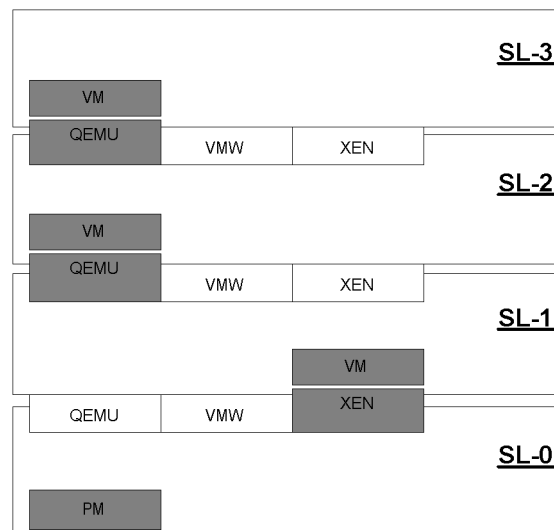 SL-3
VM
QEMU VMW XEN
SL-2
VM
QEMU VMW XEN
SL-1
VM
QEMU VMW XEN
SL-0
PM